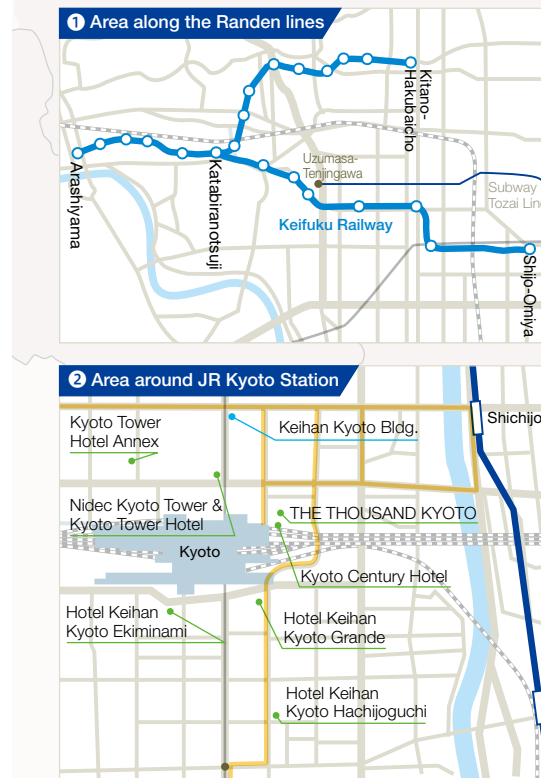 ❶ Area along the Randen lines
Kitano-
Hakubaicho
Uzumasa-
Tenjingawa
Arashiyama
Katabiranotsuji
Subway
Tozai Line
Keifuku Railway
Shijo-Omiya
❷ Area around JR Kyoto Station
Kyoto Tower
Hotel Annex
Keihan Kyoto Bldg.
Shichijo
Nidec Kyoto Tower &
Kyoto Tower Hotel
THE THOUSAND KYOTO
Kyoto
Kyoto Century Hotel
Hotel Keihan
Kyoto Ekiminami
Hotel Keihan
Kyoto Grande
Hotel Keihan
Kyoto Hachijoguchi